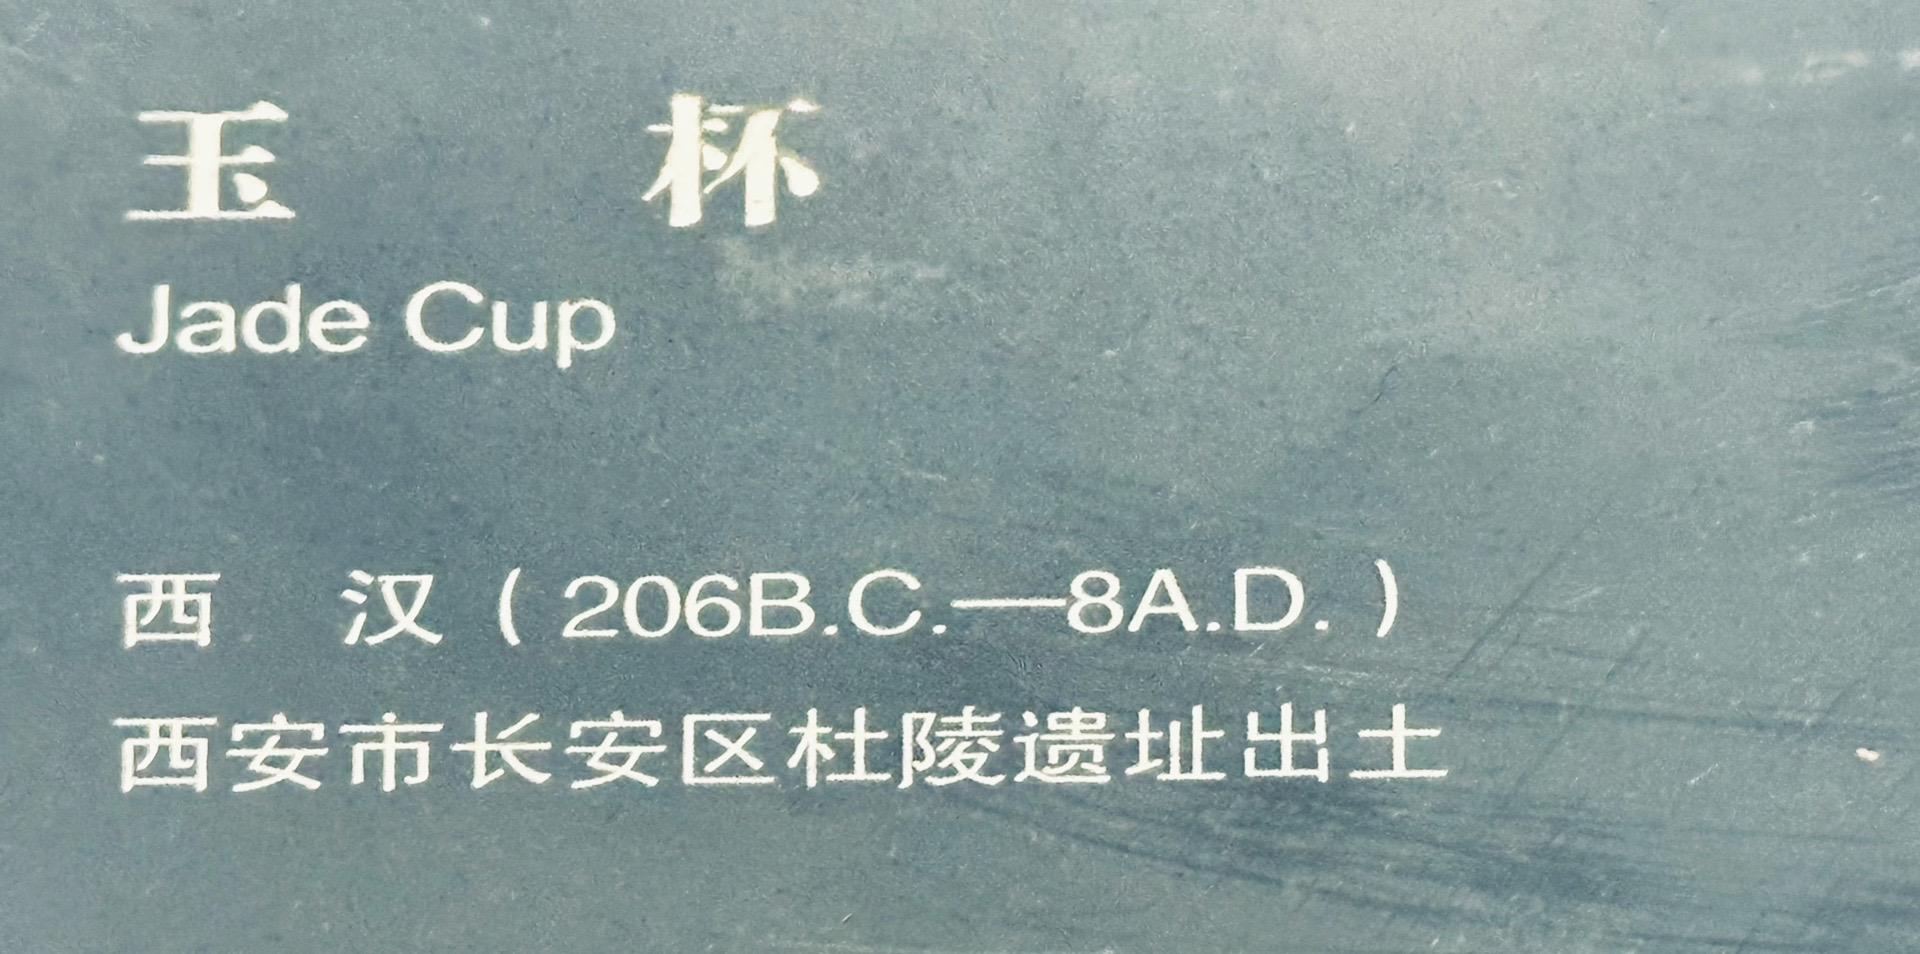 玉 杯
Jade Cup
西 汉（206B.C.—8A.D.）
西安市长安区杜陵遗址出土